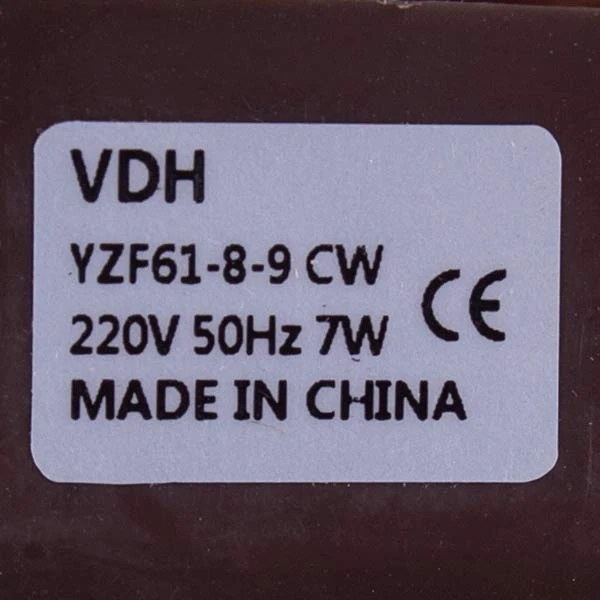 VDH
YZF61-8-9 CW
220V 50Hz 7W
CE
MADE IN CHINA